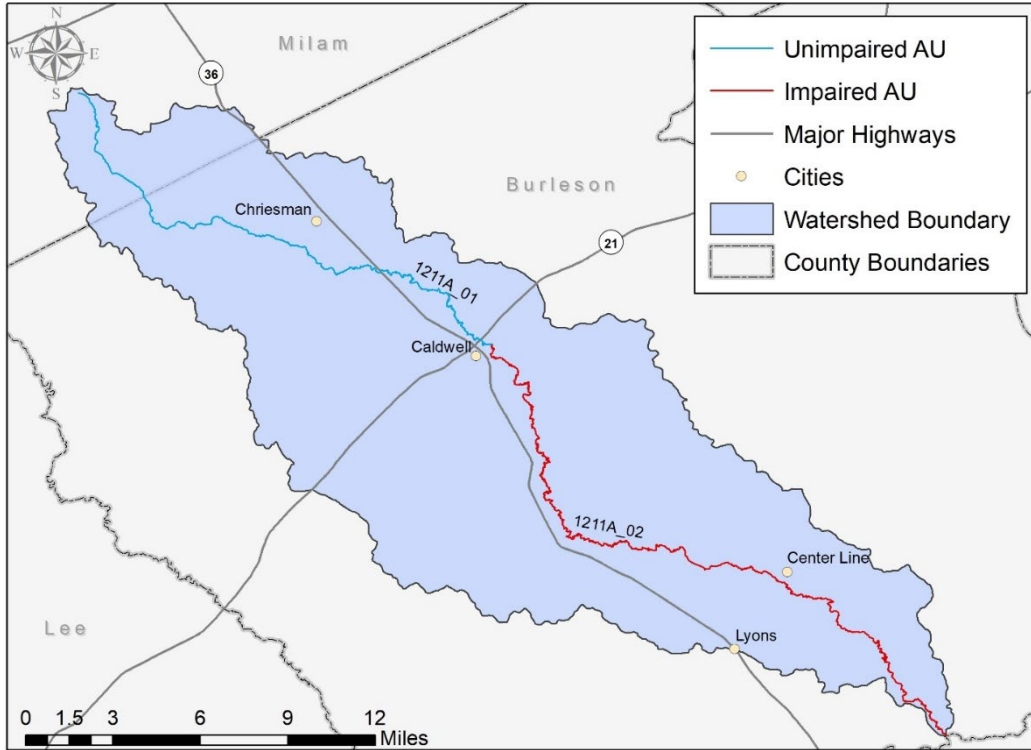 N
W
E
S
Milam
36
Unimpaired AU
Impaired AU
Major Highways
Cities
Watershed Boundary
County Boundaries
Burleson
Chriesman
21
1211A_01
Caldwell
1211A_02
Center Line
Lee
Lyons
0 1.5 3 6 9 12
Miles